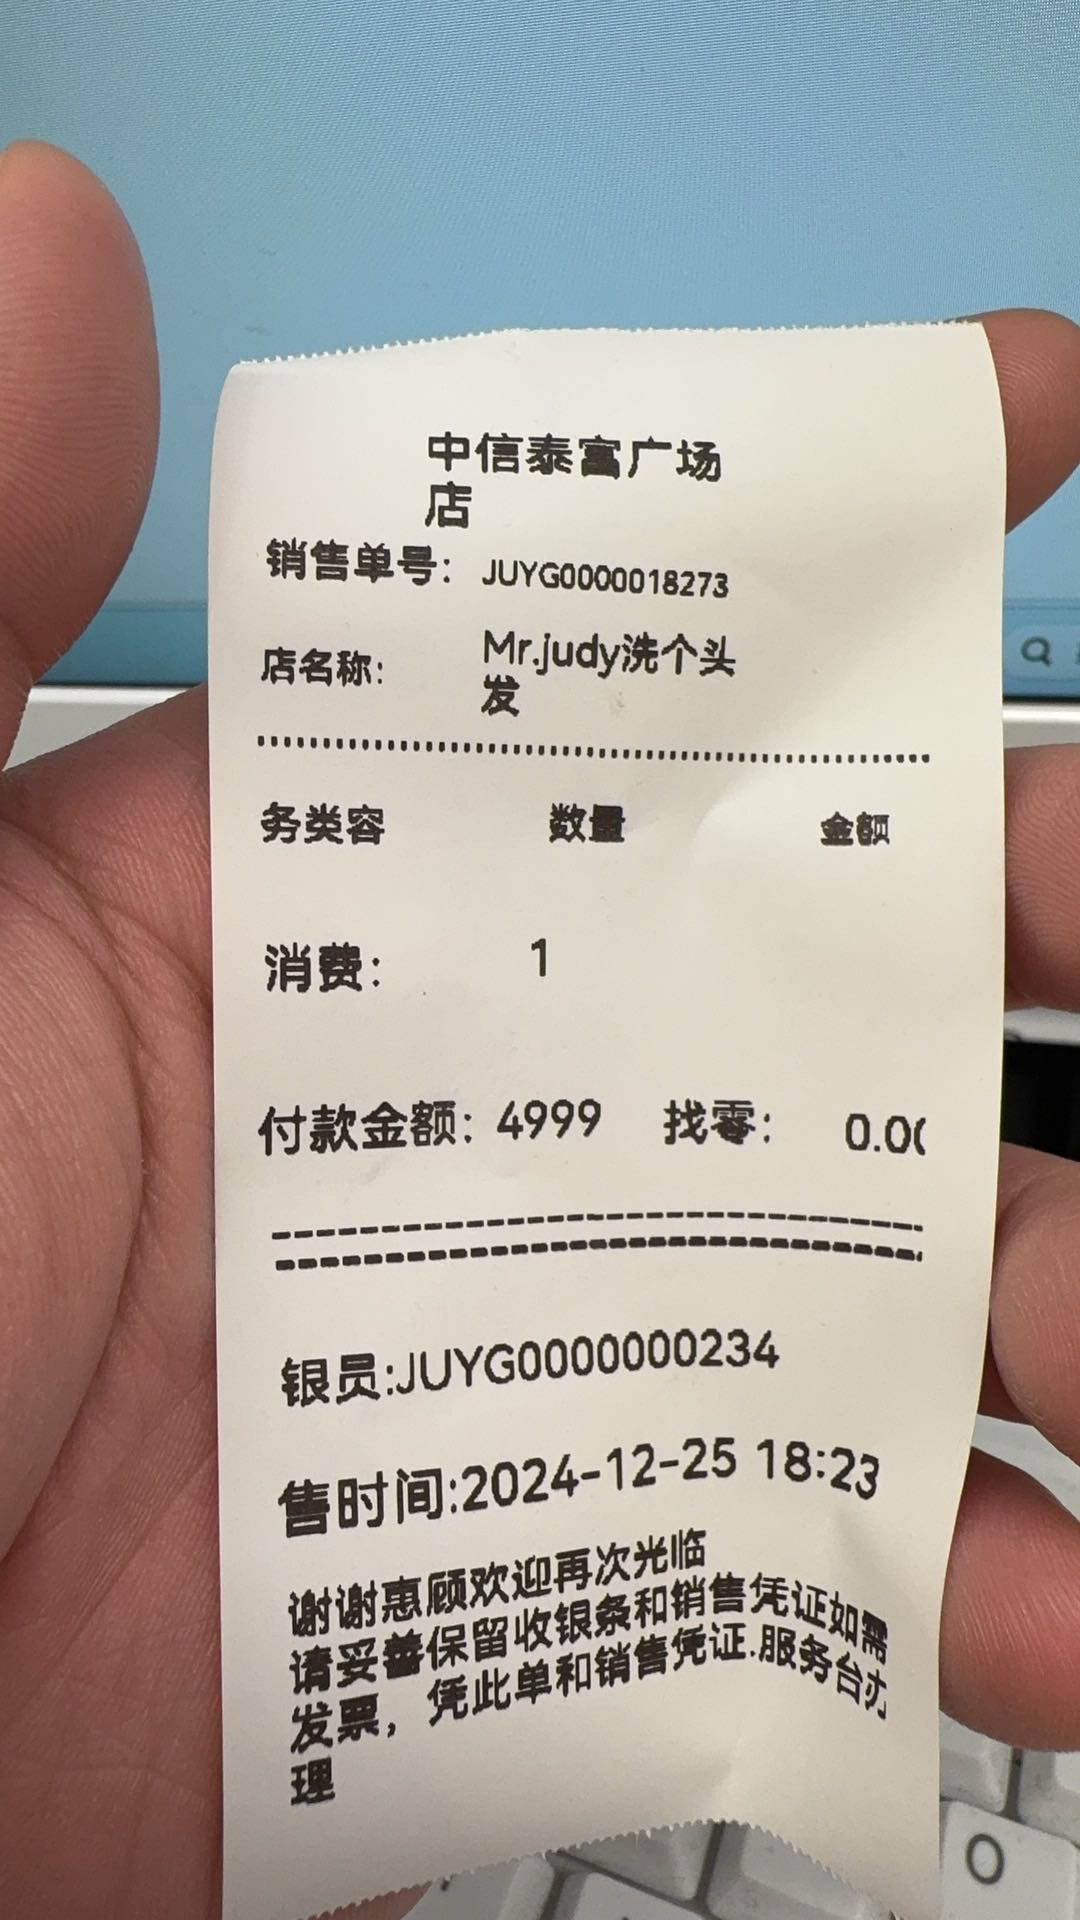 中信泰富广场
店
销售单号: JUYG0000018273
店名称: Mr.judy洗个头
发
务类容 数量 金额
消费: 1
付款金额: 4999 找零: 0.00
银员:JUYG0000000234
售时间:2024-12-25 18:23
谢谢惠顾欢迎再次光临
请妥善保留收银条和销售凭证如需
发票，凭此单和销售凭证.服务台办
理
O